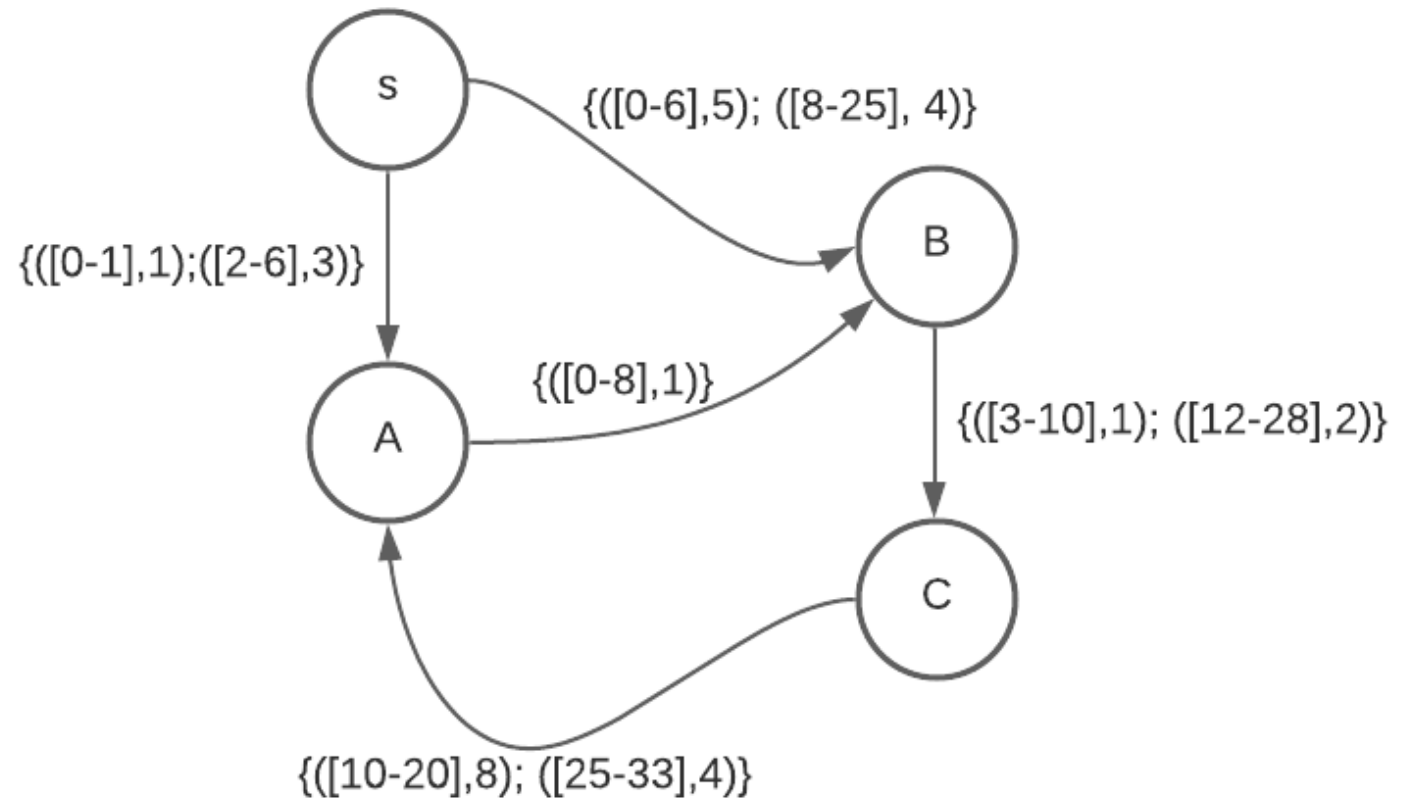 s
{([0-6],5); ([8-25], 4)}
B
{([0-1],1);([2-6],3)}
{([0-8],1)}
A
{([3-10],1); ([12-28],2)}
C
{([10-20],8); ([25-33],4)}